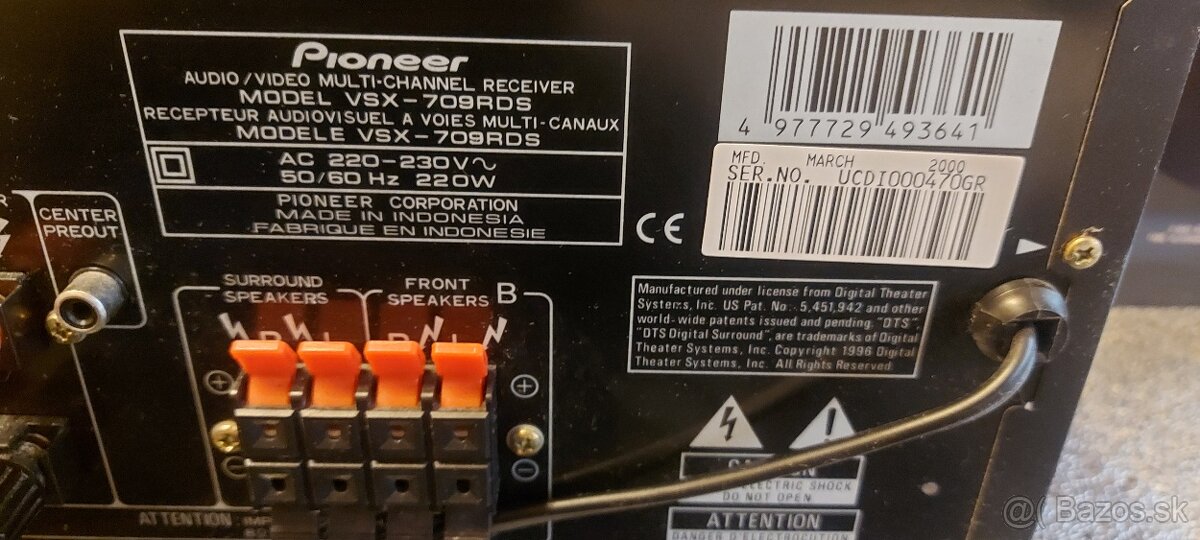 Pioneer
AUDIO/VIDEO MULTI-CHANNEL RECEIVER
MODEL VSX-709RDS
RECEPTEUR AUDIOVISUEL A VOIES MULTI-CANAUX
MODELE VSX-709RDS
AC 220-230V~
50/60 Hz 220W
PIONEER CORPORATION
MADE IN INDONESIA
FABRIQUE EN INDONESIE
4 977729 493641
MFD. MARCH 2000
SER.NO. UCDI000470GR
CE
CENTER
PREOUT
SURROUND
SPEAKERS
FRONT
SPEAKERS B
R L R L
Manufactured under license from Digital Theater
Systems, Inc. US Pat. No. 5,451,942 and other
world-wide patents issued and pending. "DTS",
"DTS Digital Surround", are trademarks of Digital
Theater Systems, Inc. Copyright 1996 Digital
Theater Systems, Inc. All Rights Reserved.
ELECTRIC SHOCK
DO NOT OPEN
ATTENTION
ATTENTION
@( Bazos.sk